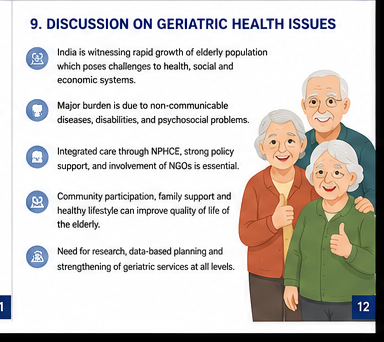 9. DISCUSSION ON GERIATRIC HEALTH ISSUES
India is witnessing rapid growth of elderly population
which poses challenges to health, social and
economic systems.
Major burden is due to non-communicable
diseases, disabilities, and psychosocial problems.
Integrated care through NPHCE, strong policy
support, and involvement of NGOs is essential.
Community participation, family support and
healthy lifestyle can improve quality of life of
the elderly.
Need for research, data-based planning and
strengthening of geriatric services at all levels.
1
12